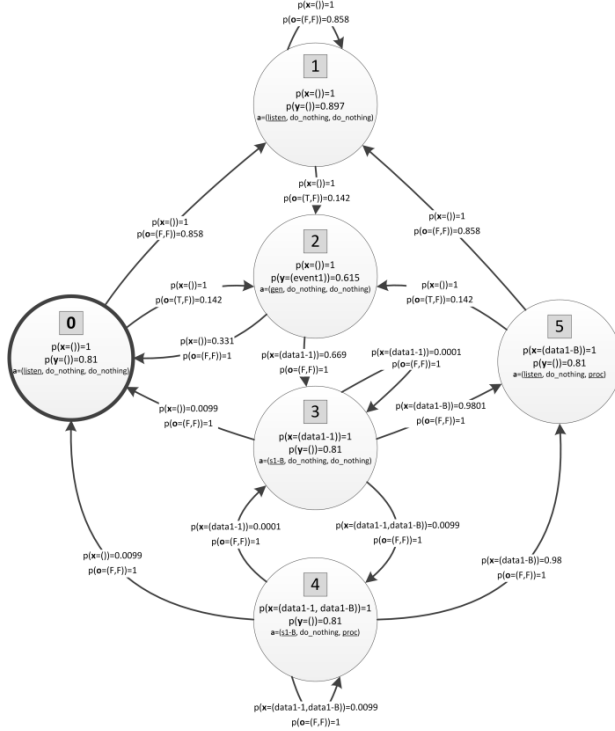 p(x=())=1
p(o=(F,F))=0.858
1
p(x=())=1
p(y=())=0.897
a=(listen, do_nothing, do_nothing)
p(x=())=1
p(o=(T,F))=0.142
p(x=())=1
p(o=(F,F))=0.858
p(x=())=1
p(o=(F,F))=0.858
2
p(x=())=1
p(y=(event1))=0.615
a=(gen, do_nothing, do_nothing)
p(x=())=1
p(o=(T,F))=0.142
p(x=())=1
p(o=(T,F))=0.142
0
p(x=())=1
p(y=())=0.81
a=(listen, do_nothing, do_nothing)
5
p(x=(data1-B))=1
p(y=())=0.81
a=(listen, do_nothing, proc)
p(x=())=0.331
p(o=(F,F))=1
p(x=(data1-1))=0.669
p(o=(F,F))=1
p(x=(data1-1))=0.0001
p(o=(F,F))=1
p(x=())=0.0099
p(o=(F,F))=1
3
p(x=(data1-1))=1
p(y=())=0.81
a=(s1-B, do_nothing, do_nothing)
p(x=(data1-B))=0.9801
p(o=(F,F))=1
p(x=(data1-1))=0.0001
p(o=(F,F))=1
p(x=(data1-1,data1-B))=0.0099
p(o=(F,F))=1
p(x=())=0.0099
p(o=(F,F))=1
p(x=(data1-B))=0.98
p(o=(F,F))=1
4
p(x=(data1-1, data1-B))=1
p(y=())=0.81
a=(s1-B, do_nothing, proc)
p(x=(data1-1,data1-B))=0.0099
p(o=(F,F))=1